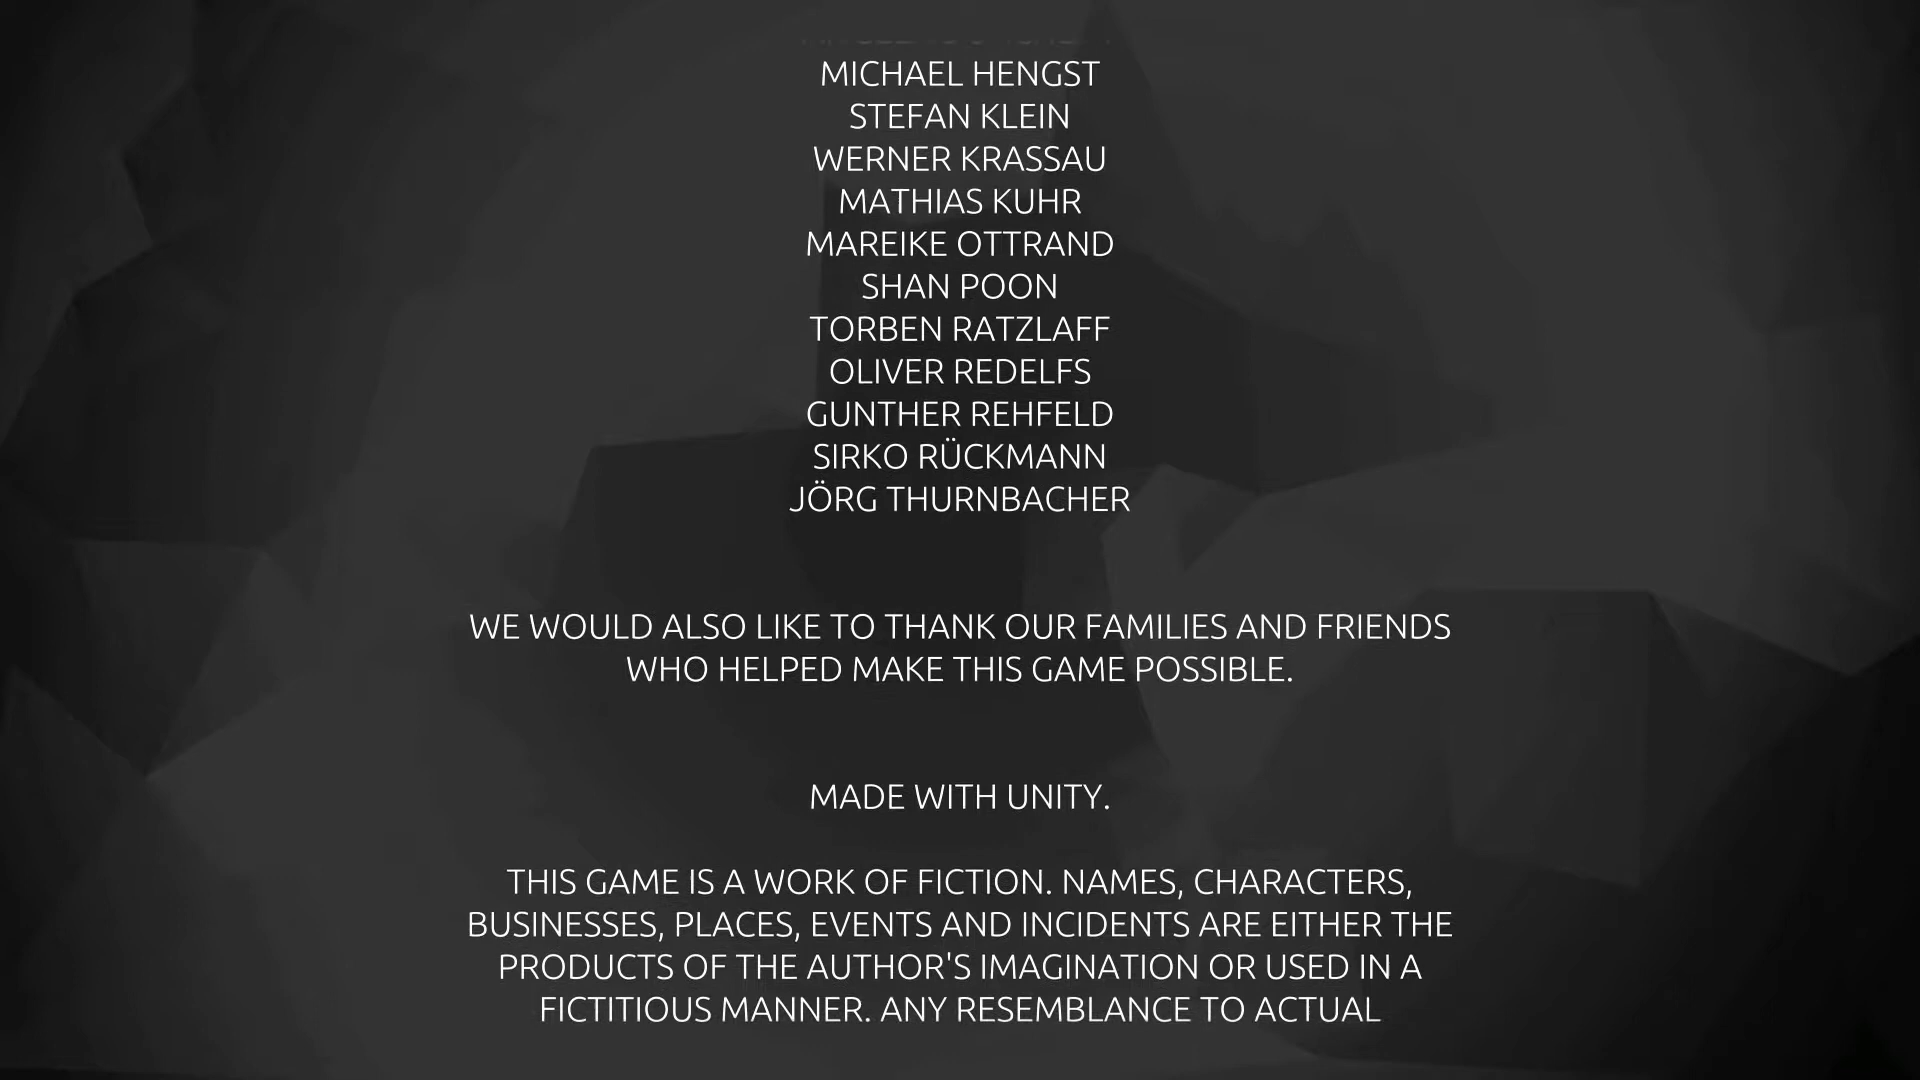 MICHAEL HENGST
STEFAN KLEIN
WERNER KRASSAU
MATHIAS KUHR
MAREIKE OTTRAND
SHAN POON
TORBEN RATZLAFF
OLIVER REDELFS
GUNTHER REHFELD
SIRKO RÜCKMANN
JÖRG THURNBACHER
WE WOULD ALSO LIKE TO THANK OUR FAMILIES AND FRIENDS
WHO HELPED MAKE THIS GAME POSSIBLE.
MADE WITH UNITY.
THIS GAME IS A WORK OF FICTION. NAMES, CHARACTERS,
BUSINESSES, PLACES, EVENTS AND INCIDENTS ARE EITHER THE
PRODUCTS OF THE AUTHOR'S IMAGINATION OR USED IN A
FICTITIOUS MANNER. ANY RESEMBLANCE TO ACTUAL